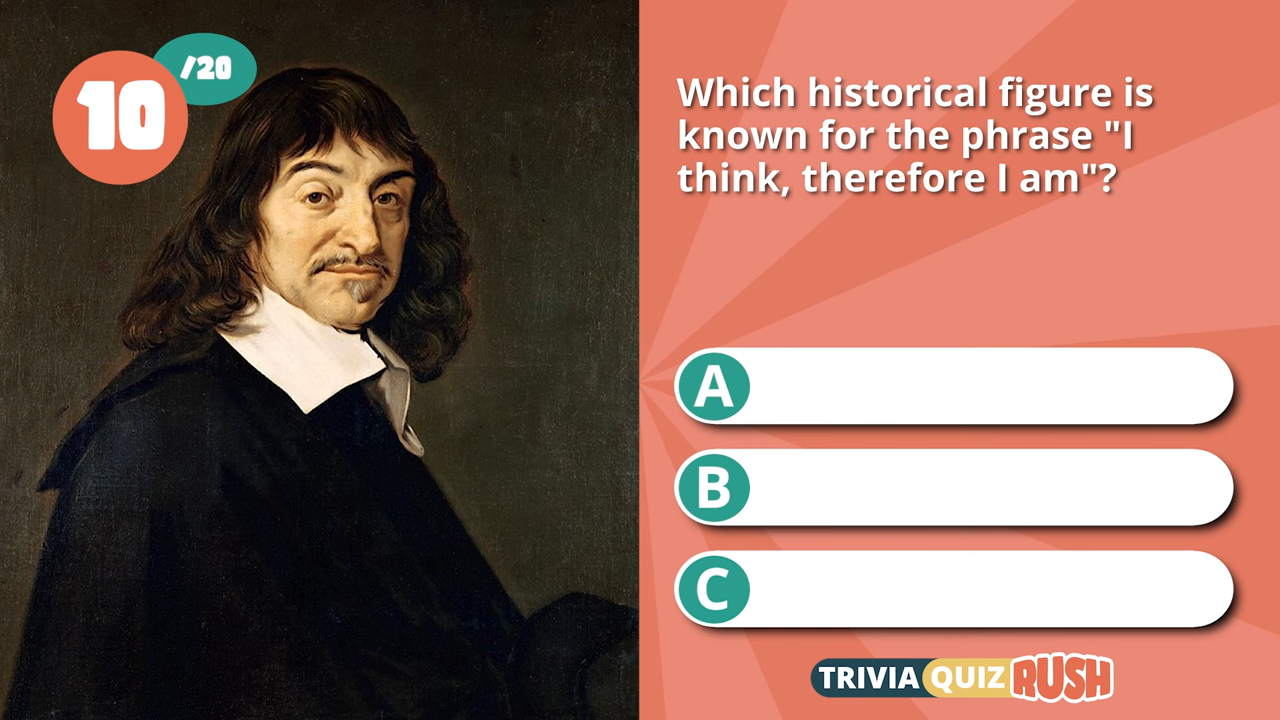 10
/20
Which historical figure is
known for the phrase "I
think, therefore I am"?
A
B
C
TRIVIA QUIZ RUSH